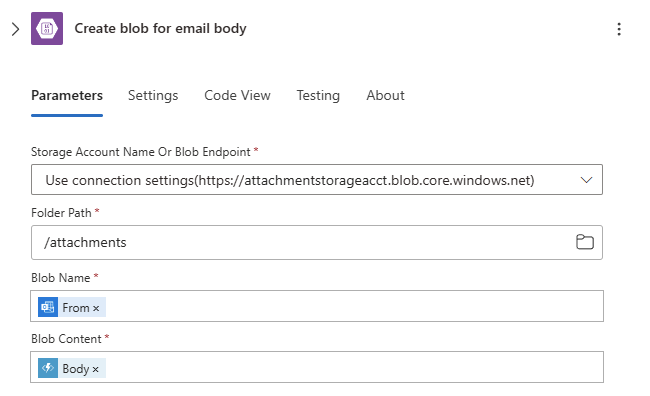 Create blob for email body
Parameters Settings Code View Testing About
Storage Account Name Or Blob Endpoint *
Use connection settings(https://attachmentstorageacct.blob.core.windows.net)
Folder Path *
/attachments
Blob Name *
From ×
Blob Content *
Body ×